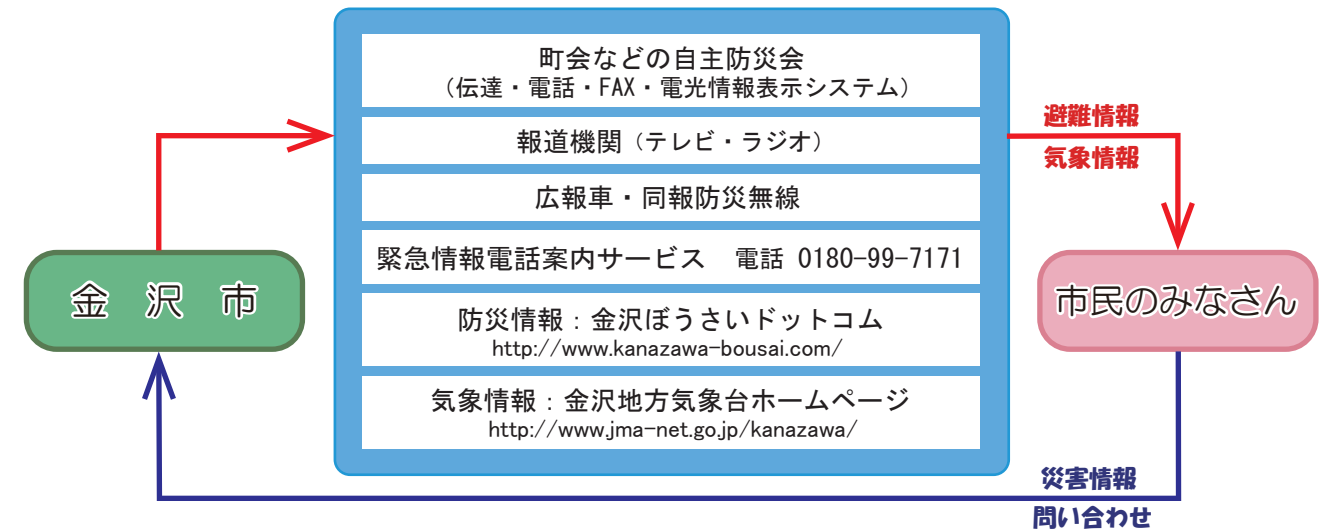 町会などの自主防災会
(伝達・電話・FAX・電光情報表示システム)
報道機関(テレビ・ラジオ)
広報車・同報防災無線
緊急情報電話案内サービス 電話 0180-99-7171
防災情報:金沢ぼうさいドットコム
http://www.kanazawa-bousai.com/
気象情報:金沢地方気象台ホームページ
http://www.jma-net.go.jp/kanazawa/
金沢市
避難情報
気象情報
市民のみなさん
災害情報
問い合わせ